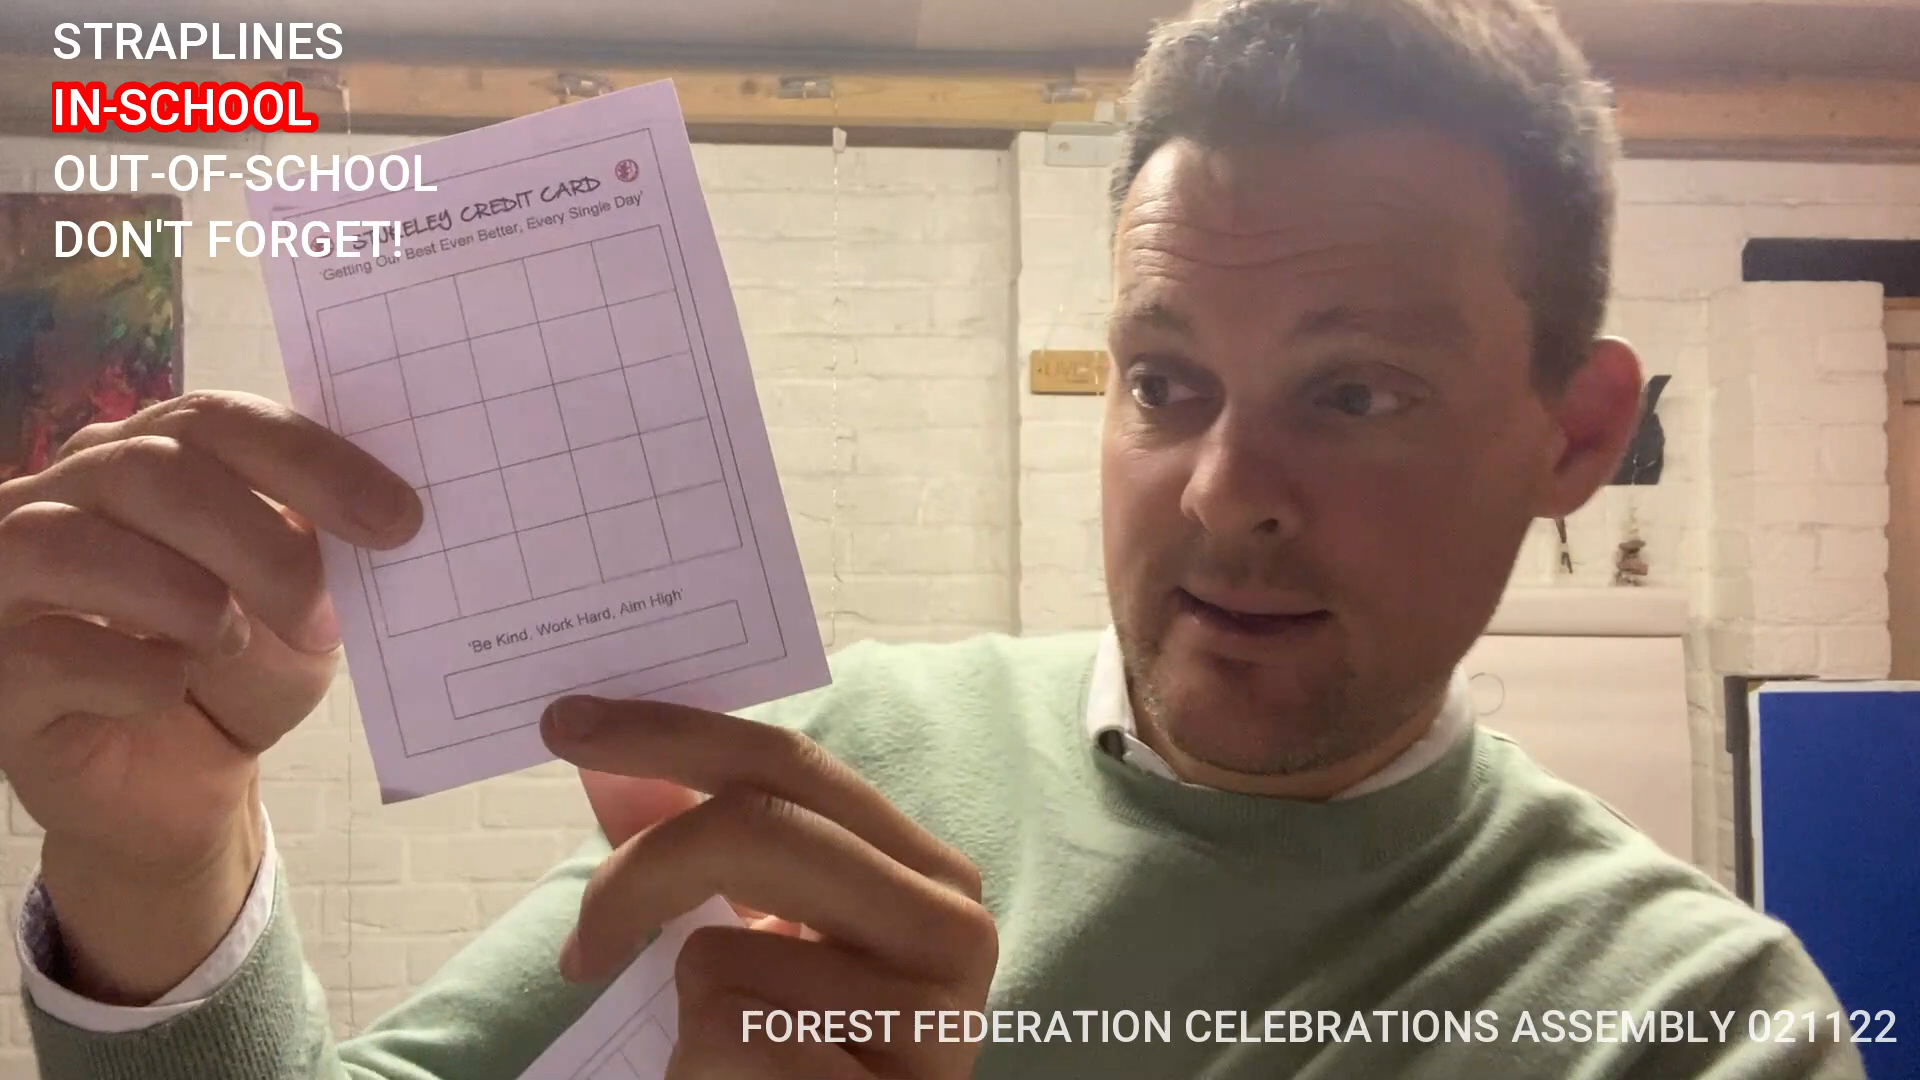 STRAPLINES
IN-SCHOOL
OUT-OF-SCHOOL
DON'T FORGET!
STUKELEY CREDIT CARD
'Getting Our Best Even Better, Every Single Day'
'Be Kind, Work Hard, Aim High'
FOREST FEDERATION CELEBRATIONS ASSEMBLY 021122